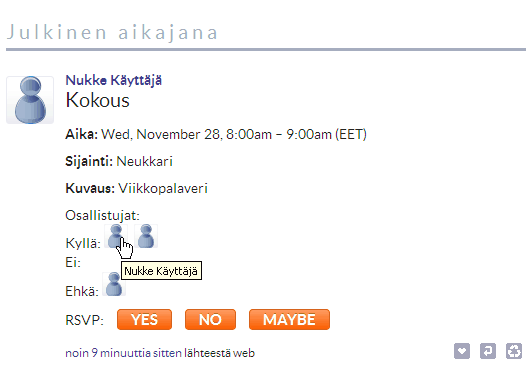 Julkinen aikajana
Nukke Käyttäjä
Kokous
Aika: Wed, November 28, 8:00am – 9:00am (EET)
Sijainti: Neukkari
Kuvaus: Viikkopalaveri
Osallistujat:
Kyllä:
Ei:
Nukke Käyttäjä
Ehkä:
RSVP: YES NO MAYBE
noin 9 minuuttia sitten lähteestä web